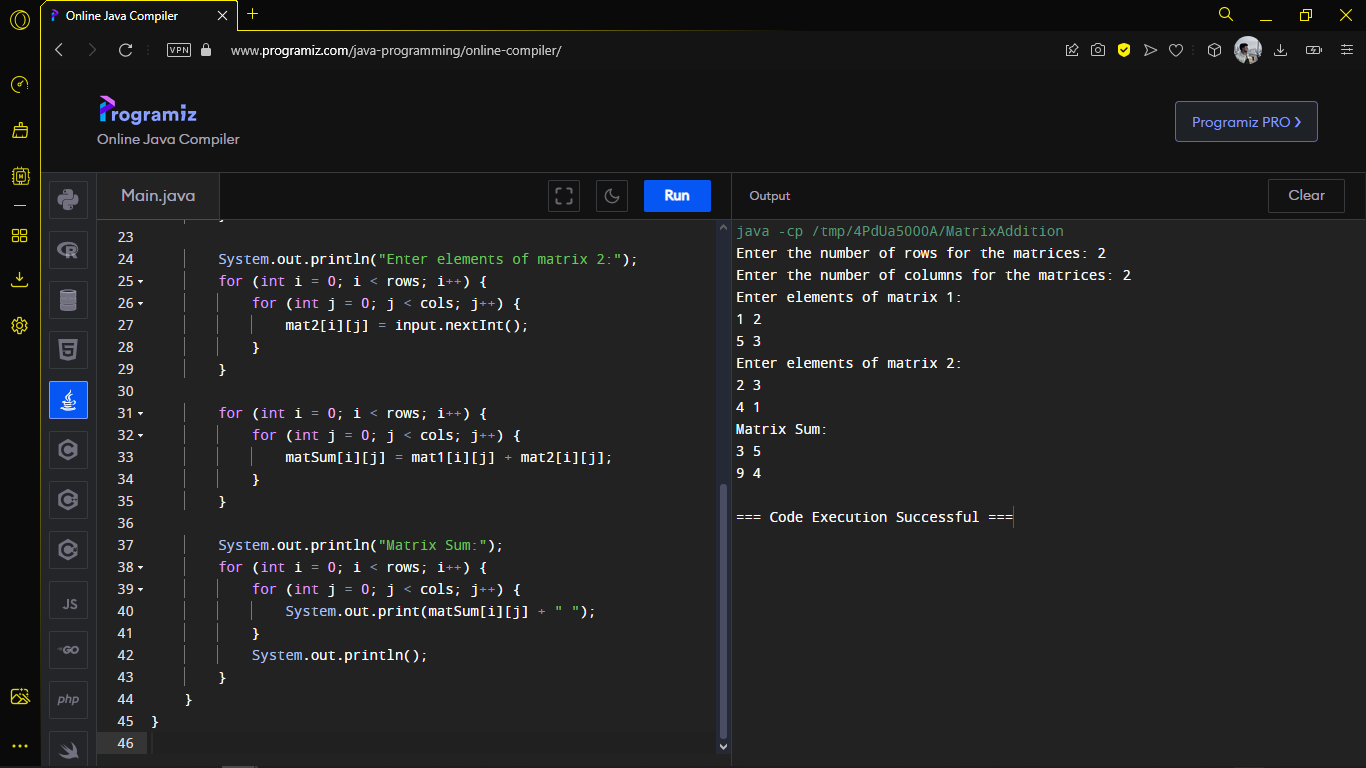 Online Java Compiler
VPN
www.programiz.com/java-programming/online-compiler/
Programiz
Online Java Compiler
Programiz PRO ❯
Main.java
Run
Output
Clear
23
24 System.out.println("Enter elements of matrix 2:");
25 for (int i = 0; i < rows; i++) {
26 for (int j = 0; j < cols; j++) {
27 mat2[i][j] = input.nextInt();
28 }
29 }
30
31 for (int i = 0; i < rows; i++) {
32 for (int j = 0; j < cols; j++) {
33 matSum[i][j] = mat1[i][j] + mat2[i][j];
34 }
35 }
36
37 System.out.println("Matrix Sum:");
38 for (int i = 0; i < rows; i++) {
39 for (int j = 0; j < cols; j++) {
40 System.out.print(matSum[i][j] + " ");
41 }
42 System.out.println();
43 }
44 }
45 }
46
java -cp /tmp/4PdUa5OOOA/MatrixAddition
Enter the number of rows for the matrices: 2
Enter the number of columns for the matrices: 2
Enter elements of matrix 1:
1 2
5 3
Enter elements of matrix 2:
2 3
4 1
Matrix Sum:
3 5
9 4
=== Code Execution Successful ===
R
5
C
C
C
JS
GO
php